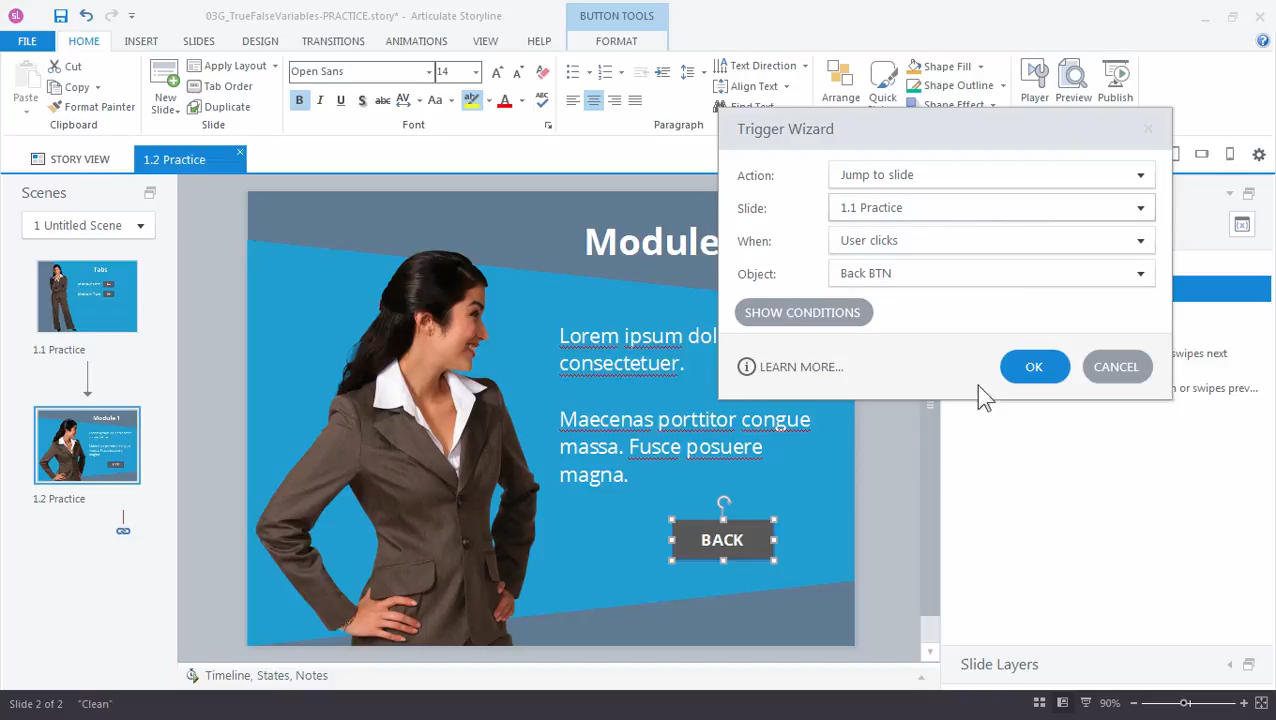 sl
03G_TrueFalseVariables-PRACTICE.story* - Articulate Storyline
BUTTON TOOLS
FILE HOME INSERT SLIDES DESIGN TRANSITIONS ANIMATIONS VIEW HELP FORMAT
Paste
Cut
Copy
Format Painter
Clipboard
New
Slide
Apply Layout
Tab Order
Duplicate
Slide
Open Sans 14
B I U S abc AV Aa A
Font
Text Direction
Align Text
Find Text
Paragraph
Arrange
Quick
Shape Fill
Shape Outline
Shape Effect
Player
Preview
Publish
STORY VIEW
1.2 Practice
Scenes
1 Untitled Scene
Tabs
1.1 Practice
Module 1
1.2 Practice
Module
Lorem ipsum dol
consectetuer.
Maecenas porttitor congue
massa. Fusce posuere
magna.
BACK
Trigger Wizard
Action: Jump to slide
Slide: 1.1 Practice
When: User clicks
Object: Back BTN
SHOW CONDITIONS
LEARN MORE...
OK
CANCEL
swipes next
n or swipes prev...
Timeline, States, Notes
Slide Layers
Slide 2 of 2 "Clean"
90%